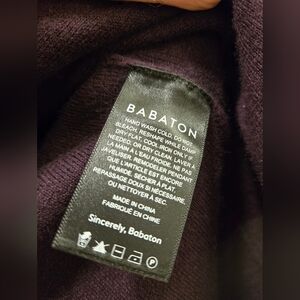 BABATON
HAND WASH COLD, DO NOT
BLEACH, RESHAPE WHILE DAMP
DRY FLAT, COOL IRON ONLY IF
NEEDED, OR DRY CLEAN. LAVER À
LA MAIN À L'EAU FROIDE. NE PAS
JAVELISER. REMODELER PENDANT
QUE L'ARTICLE EST ENCORE
HUMIDE. SÉCHER À PLAT.
REPASSAGE DOUX SI NÉCESSAIRE,
OU NETTOYER À SEC.
MADE IN CHINA
FABRIQUÉ EN CHINE
Sincerely, Babaton
P